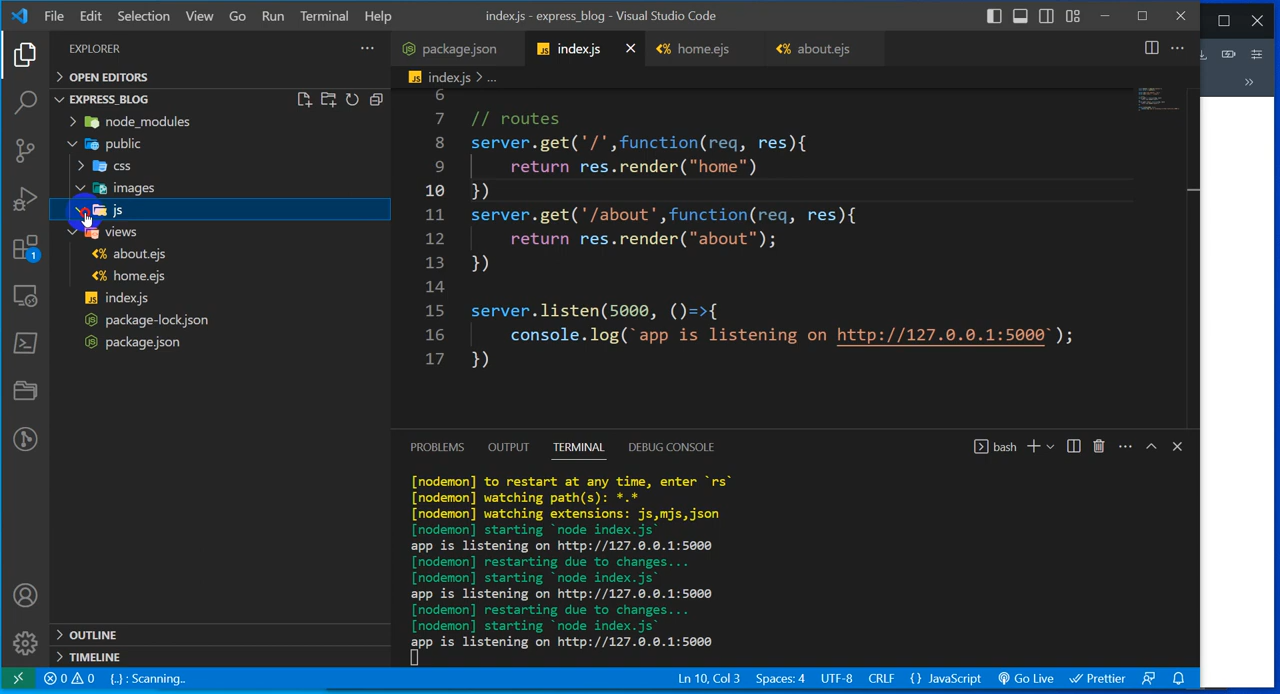 File Edit Selection View Go Run Terminal Help index.js - express_blog - Visual Studio Code
EXPLORER
OPEN EDITORS
EXPRESS_BLOG
node_modules
public
css
images
js
views
about.ejs
home.ejs
index.js
package-lock.json
package.json
OUTLINE
TIMELINE
1
package.json JS index.js home.ejs about.ejs
JS index.js > ...
6
7 // routes
8 server.get('/',function(req, res){
9 return res.render("home")
10 })
11 server.get('/about',function(req, res){
12 return res.render("about");
13 })
14
15 server.listen(5000, ()=>{
16 console.log(`app is listening on http://127.0.0.1:5000`);
17 })
PROBLEMS OUTPUT TERMINAL DEBUG CONSOLE bash
[nodemon] to restart at any time, enter `rs`
[nodemon] watching path(s): *.*
[nodemon] watching extensions: js,mjs,json
[nodemon] starting `node index.js`
app is listening on http://127.0.0.1:5000
[nodemon] restarting due to changes...
[nodemon] starting `node index.js`
app is listening on http://127.0.0.1:5000
[nodemon] restarting due to changes...
[nodemon] starting `node index.js`
app is listening on http://127.0.0.1:5000
0 0 {..} : Scanning.. Ln 10, Col 3 Spaces: 4 UTF-8 CRLF {} JavaScript Go Live Prettier